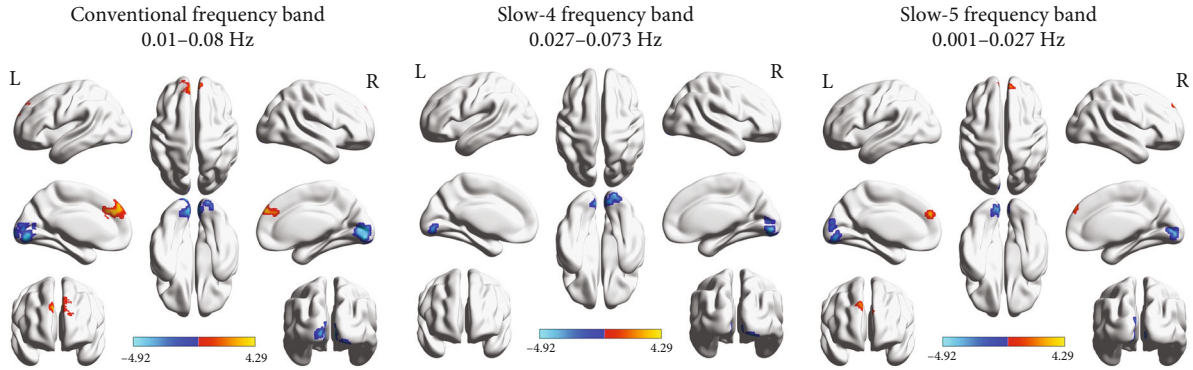 Conventional frequency band
0.01–0.08 Hz
L
R
−4.92
4.29
Slow-4 frequency band
0.027–0.073 Hz
L
R
−4.92
4.29
Slow-5 frequency band
0.001–0.027 Hz
L
R
−4.92
4.29